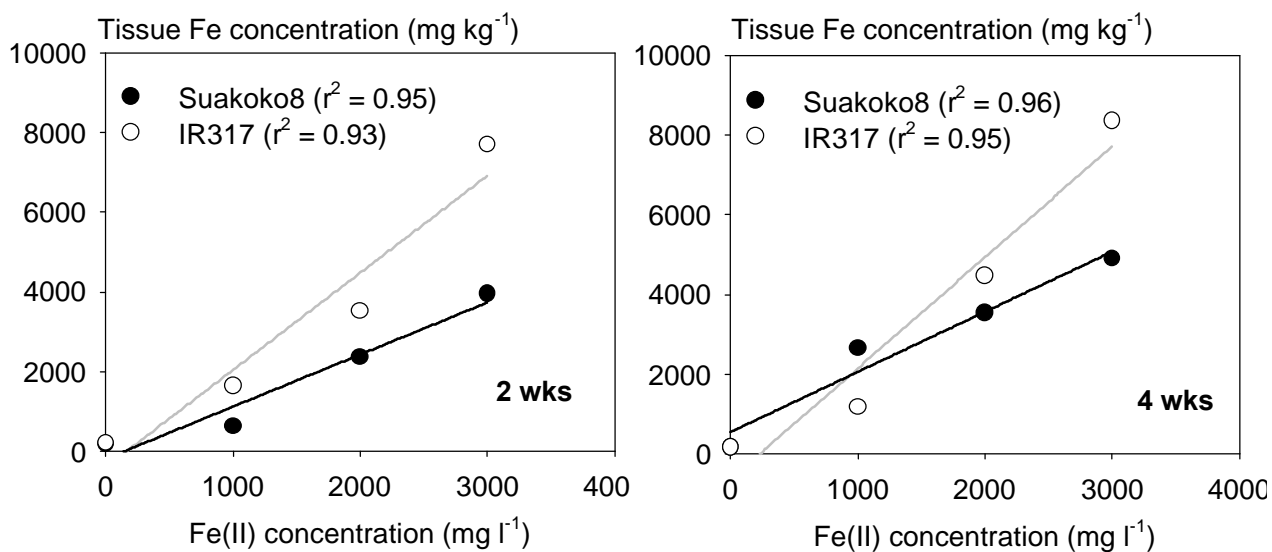 Tissue Fe concentration (mg kg⁻¹)
10000
8000
6000
4000
2000
0
Suakoko8 (r² = 0.95)
IR317 (r² = 0.93)
2 wks
0 1000 2000 3000 400
Fe(II) concentration (mg l⁻¹)
Tissue Fe concentration (mg kg⁻¹)
10000
8000
6000
4000
2000
0
Suakoko8 (r² = 0.96)
IR317 (r² = 0.95)
4 wks
0 1000 2000 3000 4000
Fe(II) concentration (mg l⁻¹)